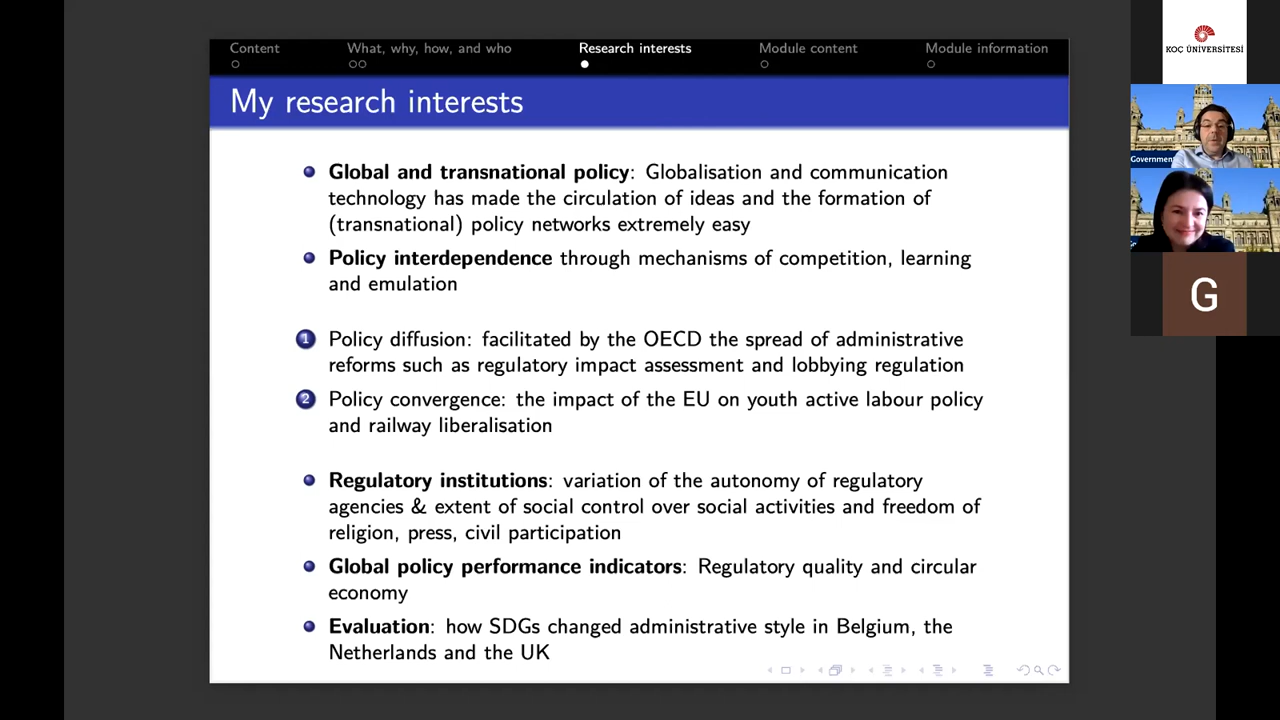 Content
What, why, how, and who
Research interests
Module content
Module information
My research interests
Global and transnational policy: Globalisation and communication
technology has made the circulation of ideas and the formation of
(transnational) policy networks extremely easy
Policy interdependence through mechanisms of competition, learning
and emulation
1 Policy diffusion: facilitated by the OECD the spread of administrative
reforms such as regulatory impact assessment and lobbying regulation
2 Policy convergence: the impact of the EU on youth active labour policy
and railway liberalisation
Regulatory institutions: variation of the autonomy of regulatory
agencies & extent of social control over social activities and freedom of
religion, press, civil participation
Global policy performance indicators: Regulatory quality and circular
economy
Evaluation: how SDGs changed administrative style in Belgium, the
Netherlands and the UK
KOÇ ÜNİVERSİTESİ
Government
G